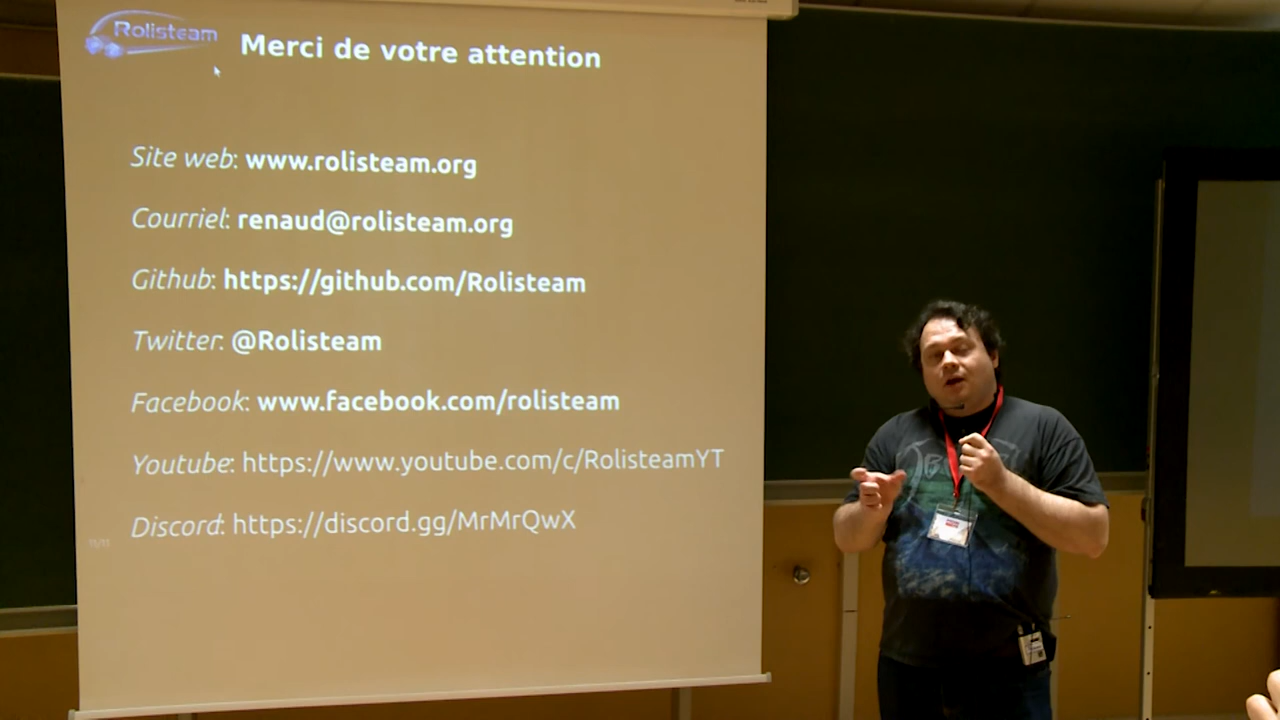 Rolisteam
Merci de votre attention
Site web: www.rolisteam.org
Courriel: renaud@rolisteam.org
Github: https://github.com/Rolisteam
Twitter: @Rolisteam
Facebook: www.facebook.com/rolisteam
Youtube: https://www.youtube.com/c/RolisteamYT
Discord: https://discord.gg/MrMrQwX